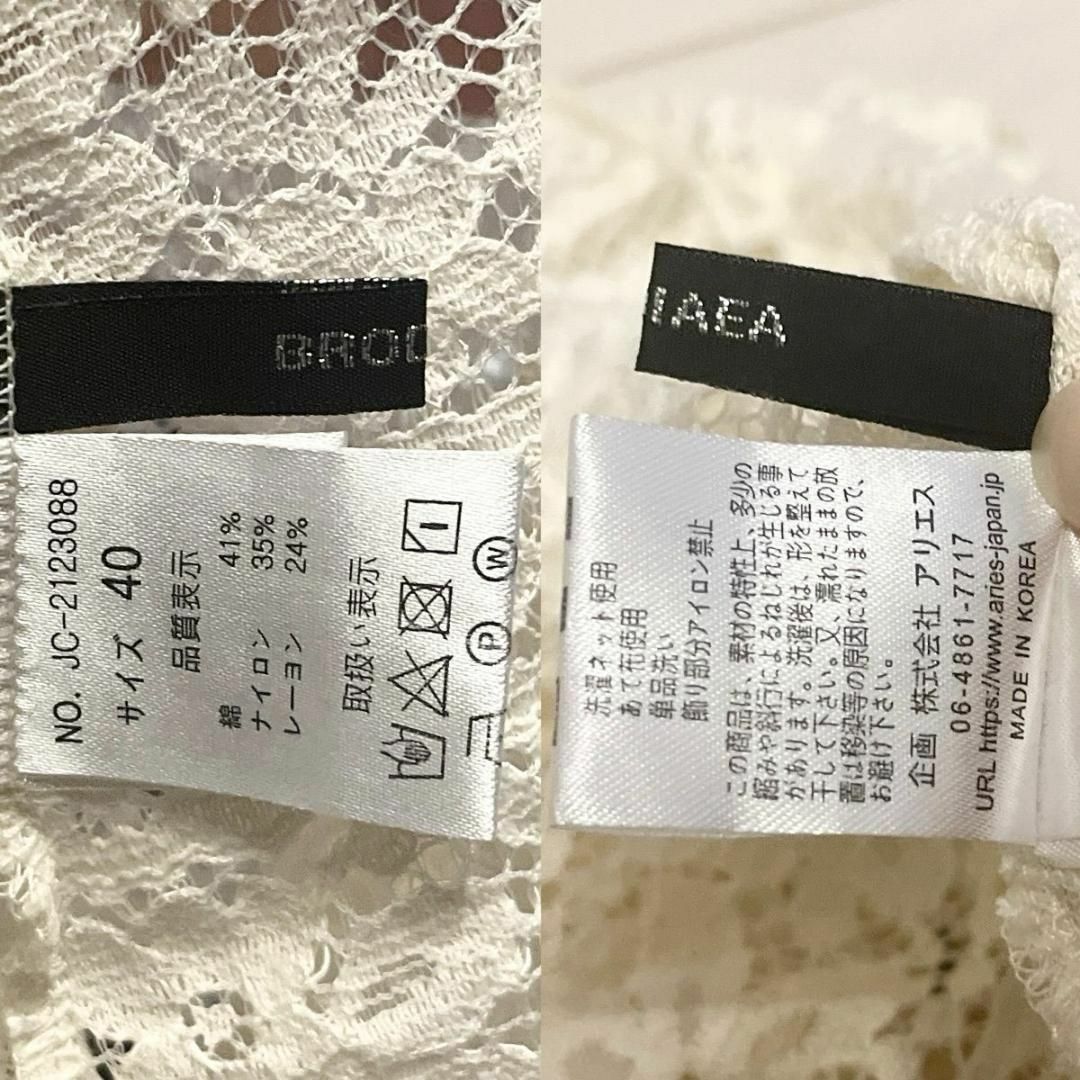 BRO
NO. JC-2123088
サイズ 40
品質表示
綿 41%
ナイロン 35%
レーヨン 24%
取扱い表示
P
W
IAEA
洗濯ネット使用
あて布使用
単品洗い
飾り部分アイロン禁止
この商品は、素材の特性上、多少の
縮みや斜行によるねじれが生じる事
があります。洗濯後は、形を整えて
干して下さい。又、濡れたままの放
置は移染等の原因になりますので、
お避け下さい。
企画 株式会社 アリエス
06-4861-7717
URL https://www.aries-japan.jp
MADE IN KOREA